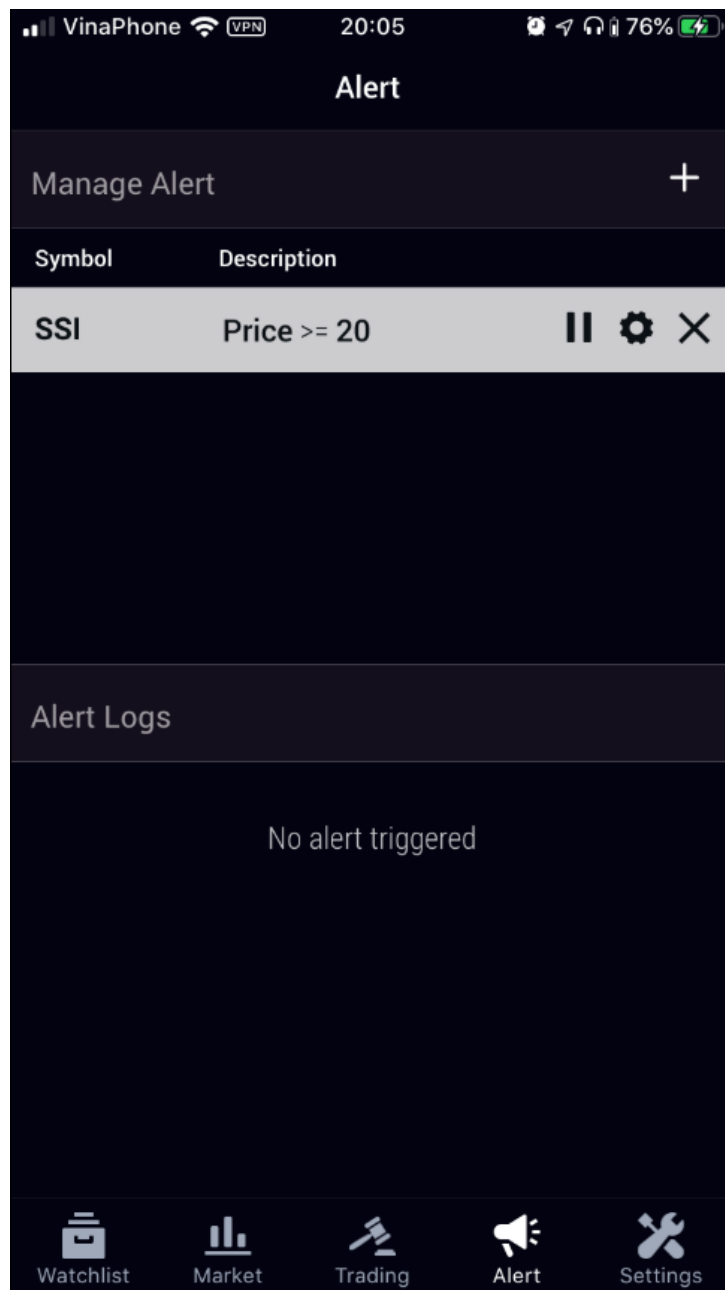 VinaPhone VPN 20:05 76%
Alert
Manage Alert +
Symbol Description
SSI Price >= 20
Alert Logs
No alert triggered
Watchlist Market Trading Alert Settings